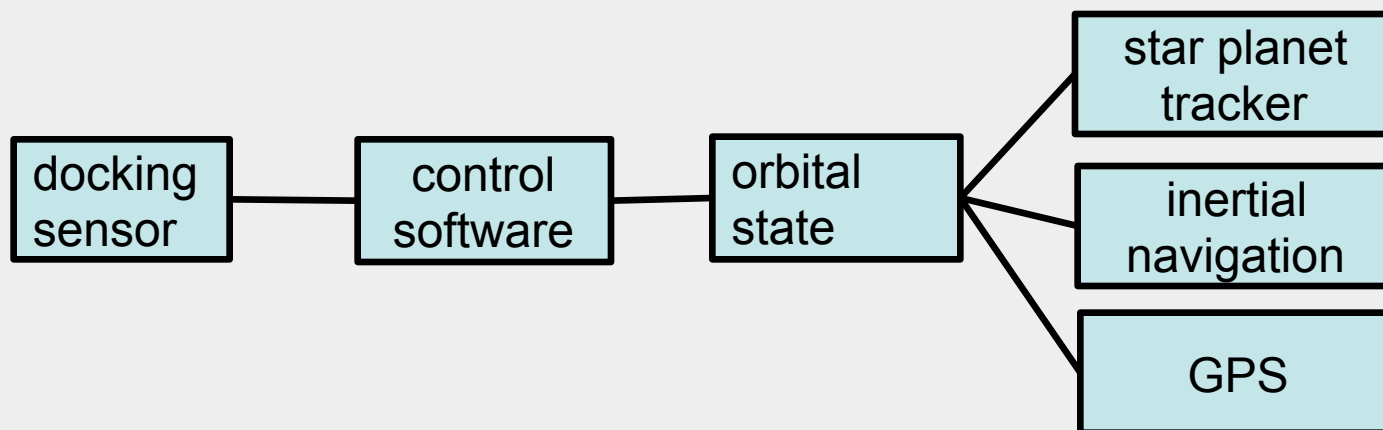 docking
sensor
control
software
orbital
state
star planet
tracker
inertial
navigation
GPS